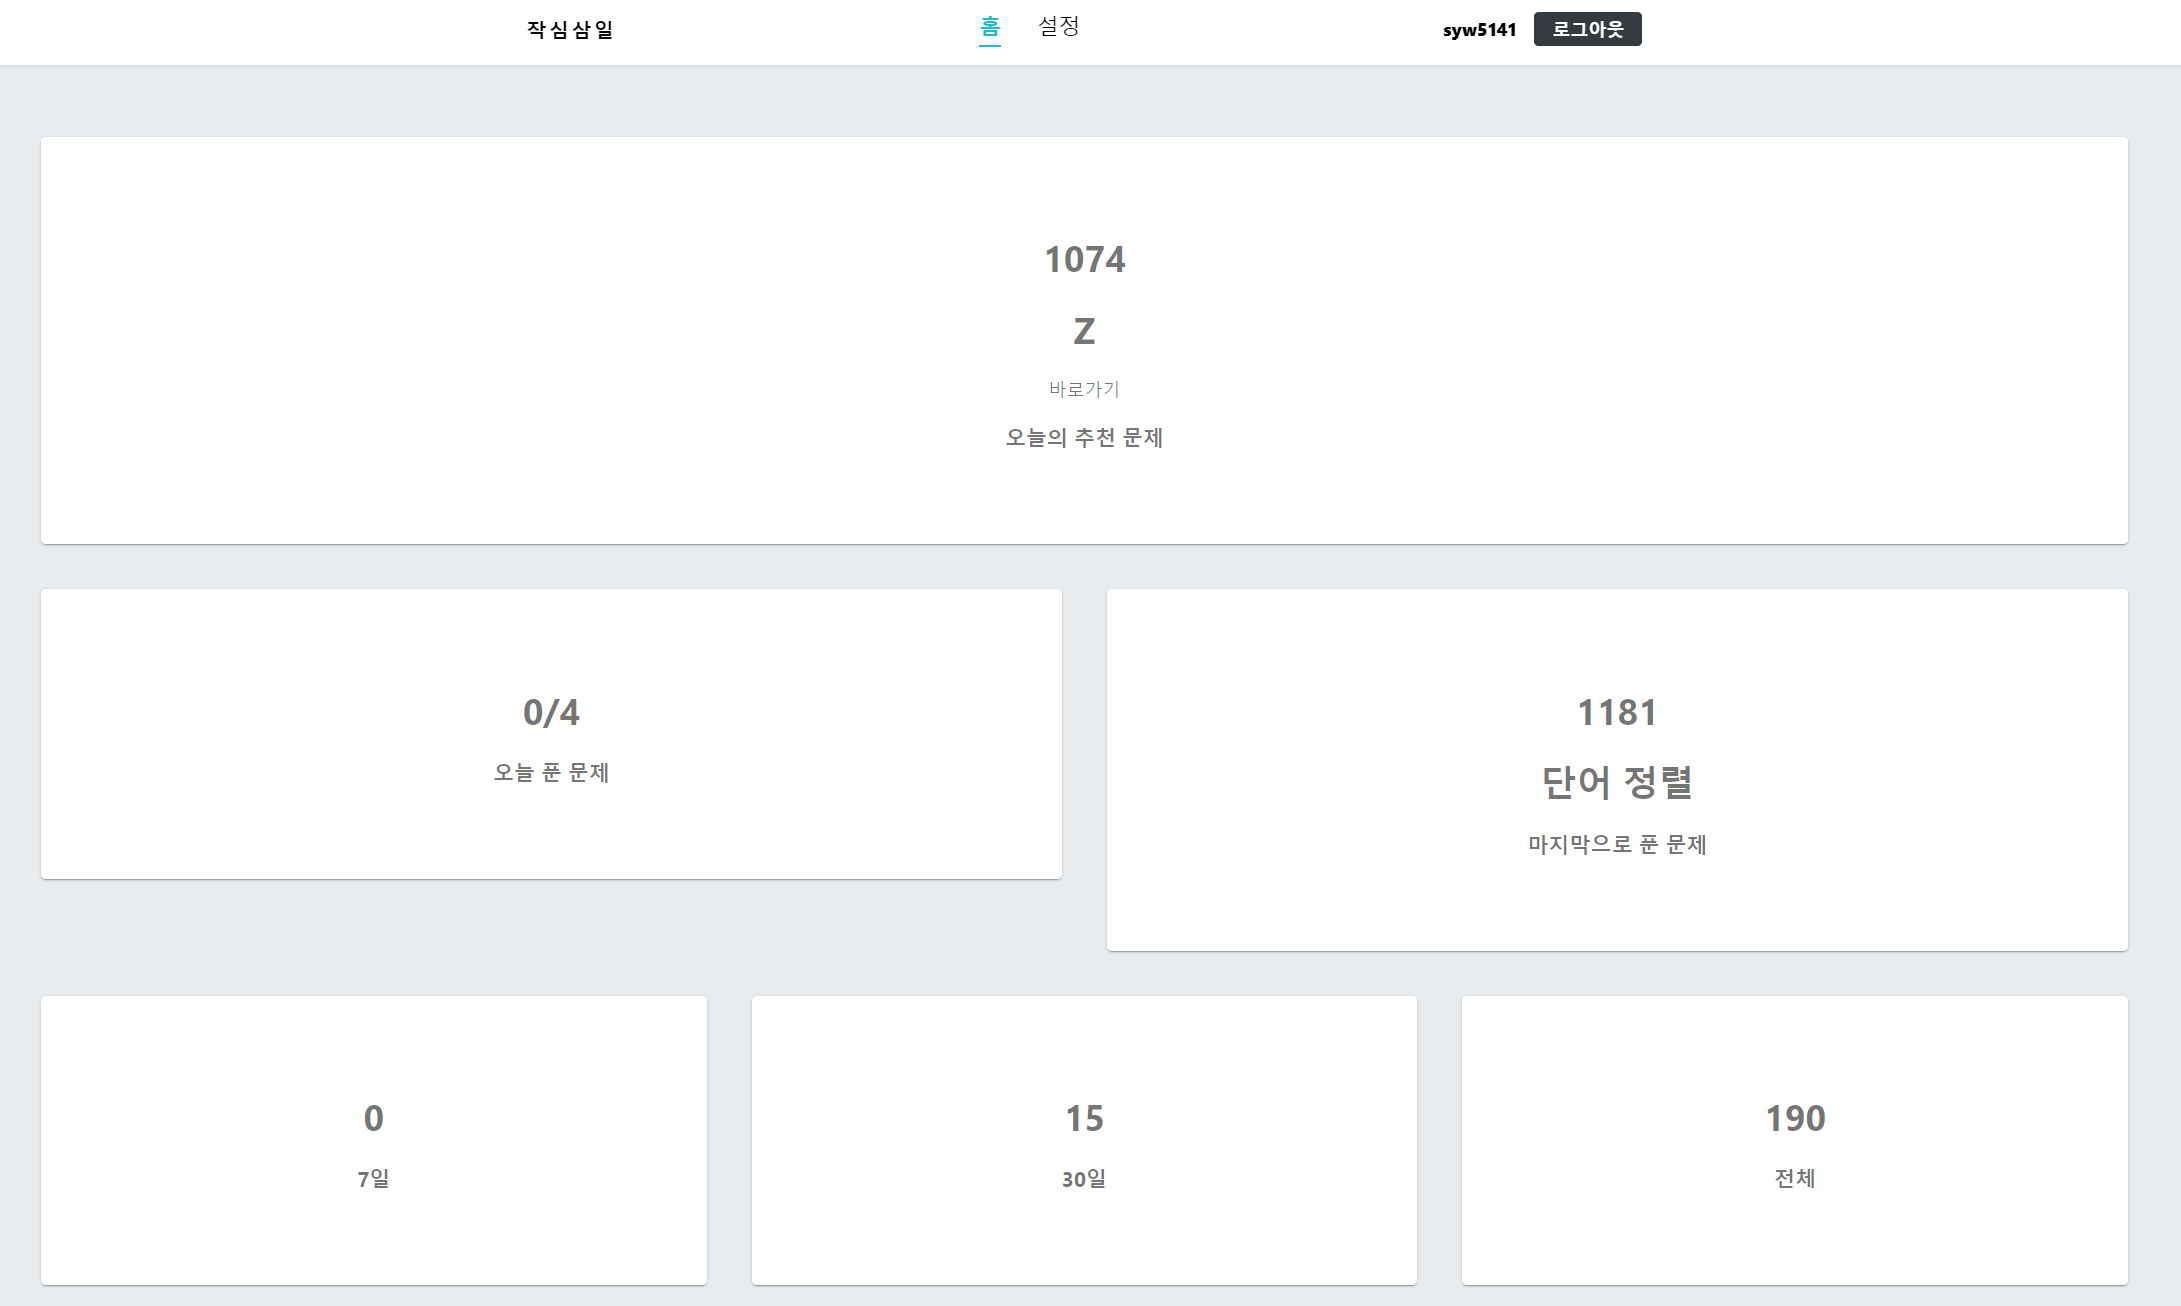 작심삼일 홈 설정 syw5141 로그아웃
1074
Z
바로가기
오늘의 추천 문제
0/4
오늘 푼 문제
1181
단어 정렬
마지막으로 푼 문제
0
7일
15
30일
190
전체